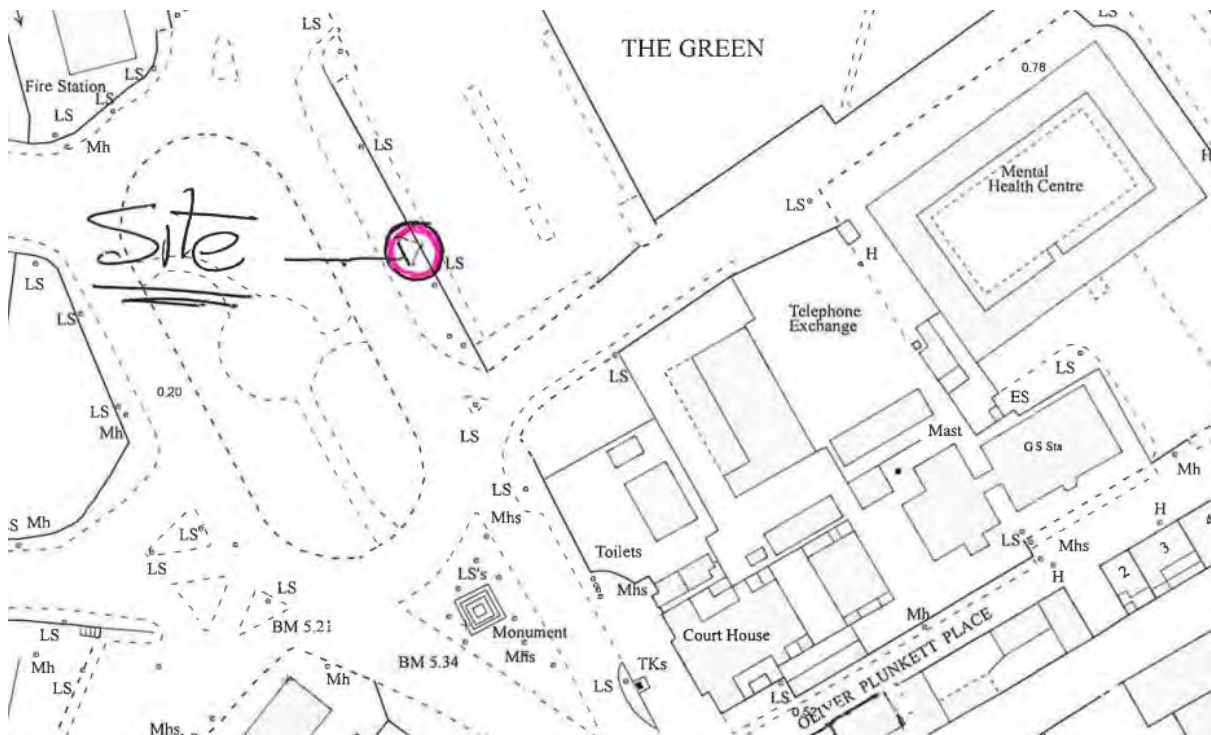 LS
LS
THE GREEN
LS
0.78
Fire Station
LS
LS
LS
Mh
H
Mental
Health Centre
LS
Site
LS
H
LS
LS
Telephone
Exchange
LS
LS
0.20
LS
ES
LS
Mh
LS
Mast
G S Sta
Mh
LS
Mhs
H
S Mh
LS
LS
Toilets
LS
Mhs
3
LS's
Mhs
H
2
LS
BM 5.21
Monument
Mhs
Court House
Mh
LS
BM 5.34
Mh
LS
Mh
LS
TKs
LS
OLIVER PLUNKETT PLACE
Mhs